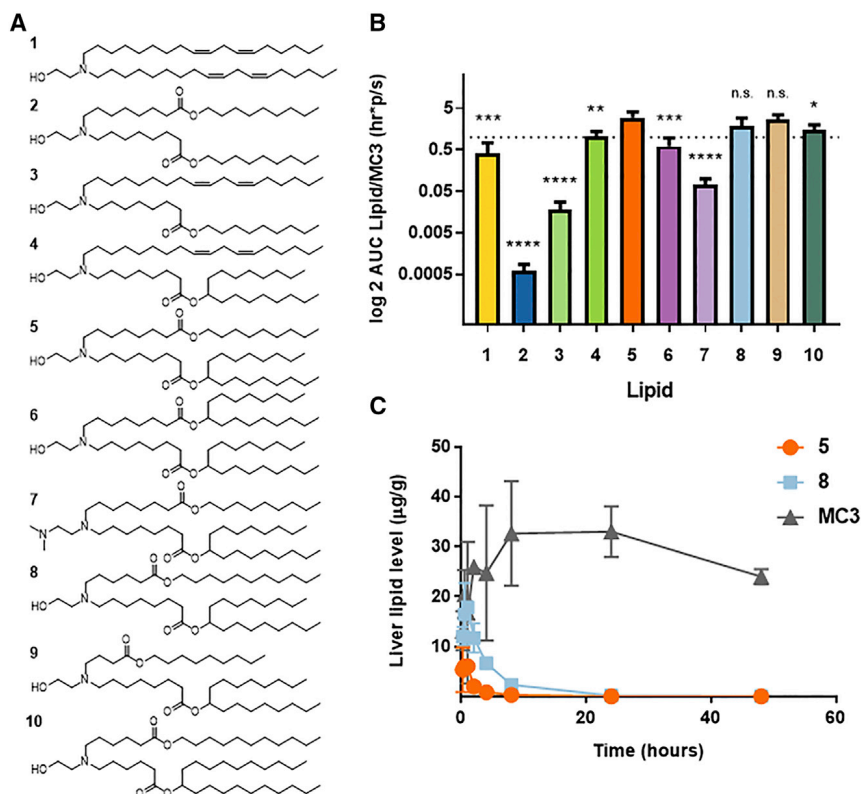 A
1
HO
N
2
O
O
HO
N
O
O
3
HO
N
O
O
4
HO
N
O
O
5
O
O
HO
N
O
O
6
O
O
HO
N
O
O
7
O
O
N
N
O
O
8
O
O
HO
N
O
O
9
O
O
HO
N
O
O
10
O
O
HO
N
O
O
B
log 2 AUC Lipid/MC3 (hr*p/s)
5
0.5
0.05
0.005
0.0005
*** **** **** ** *** **** n.s. n.s. *
1 2 3 4 5 6 7 8 9 10
Lipid
C
Liver lipid level (µg/g)
50
40
30
20
10
0 20 40 60
Time (hours)
5
8
MC3